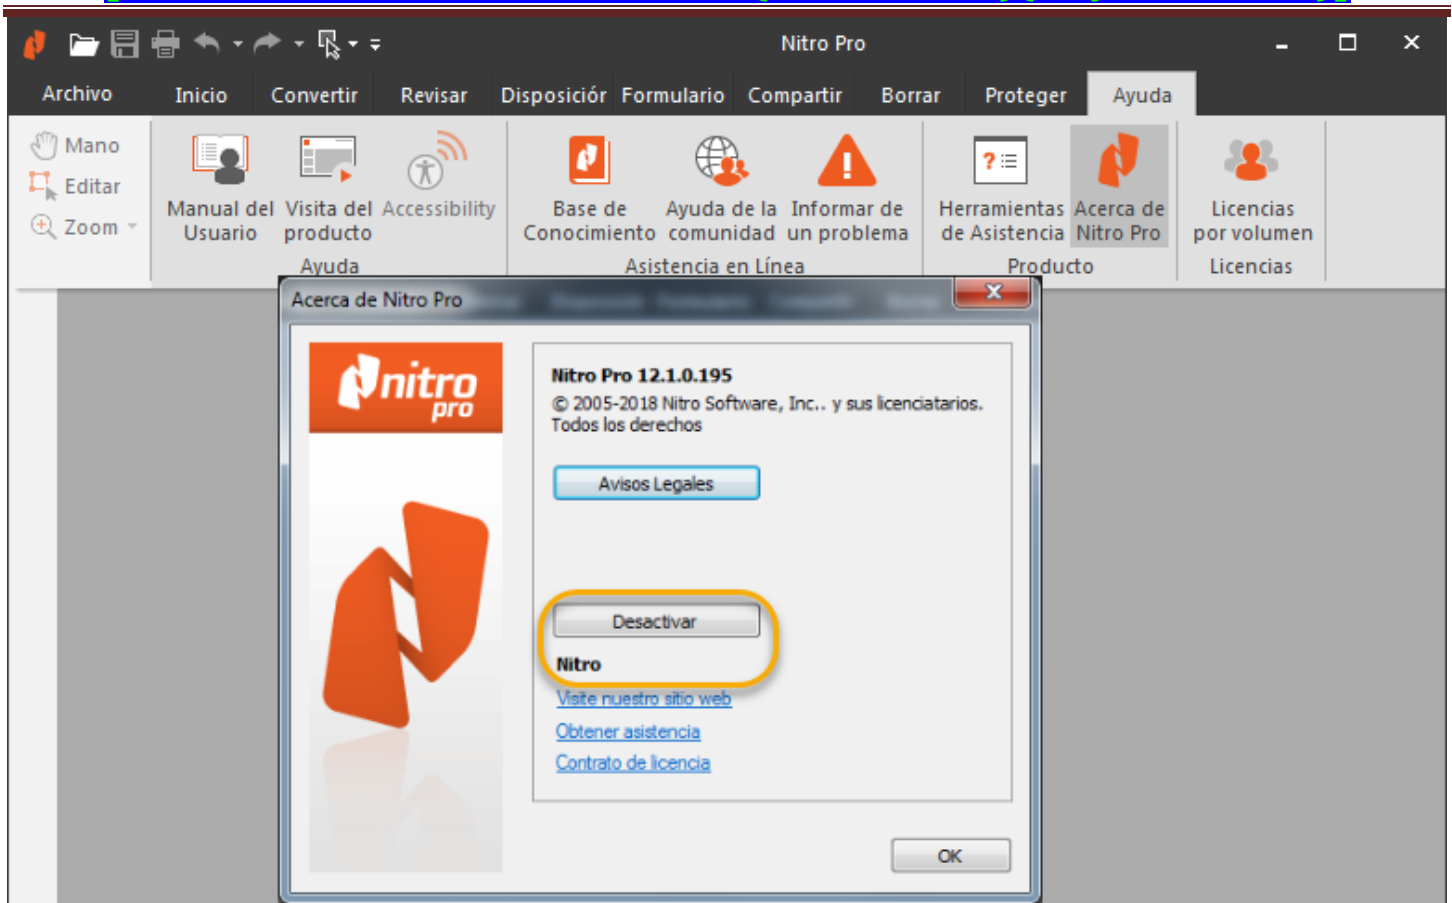 Nitro Pro
Archivo Inicio Convertir Revisar Disposición Formulario Compartir Borrar Proteger Ayuda
Mano
Editar
Zoom
Manual del Usuario
Visita del producto
Accessibility
Ayuda
Base de Conocimiento
Ayuda de la comunidad
Informar de un problema
Asistencia en Línea
Herramientas de Asistencia
Acerca de Nitro Pro
Producto
Licencias por volumen
Licencias
Acerca de Nitro Pro
nitro
pro
Nitro Pro 12.1.0.195
© 2005-2018 Nitro Software, Inc.. y sus licenciatarios.
Todos los derechos
Avisos Legales
Desactivar
Nitro
Visite nuestro sitio web
Obtener asistencia
Contrato de licencia
OK